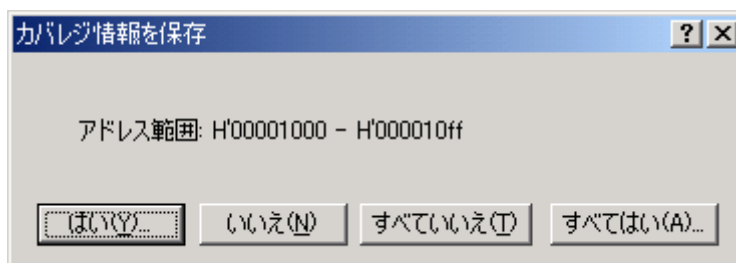 カバレジ情報を保存
アドレス範囲: H'00001000 - H'000010ff
はい(Y)... いいえ(N) すべていいえ(T) すべてはい(A)...